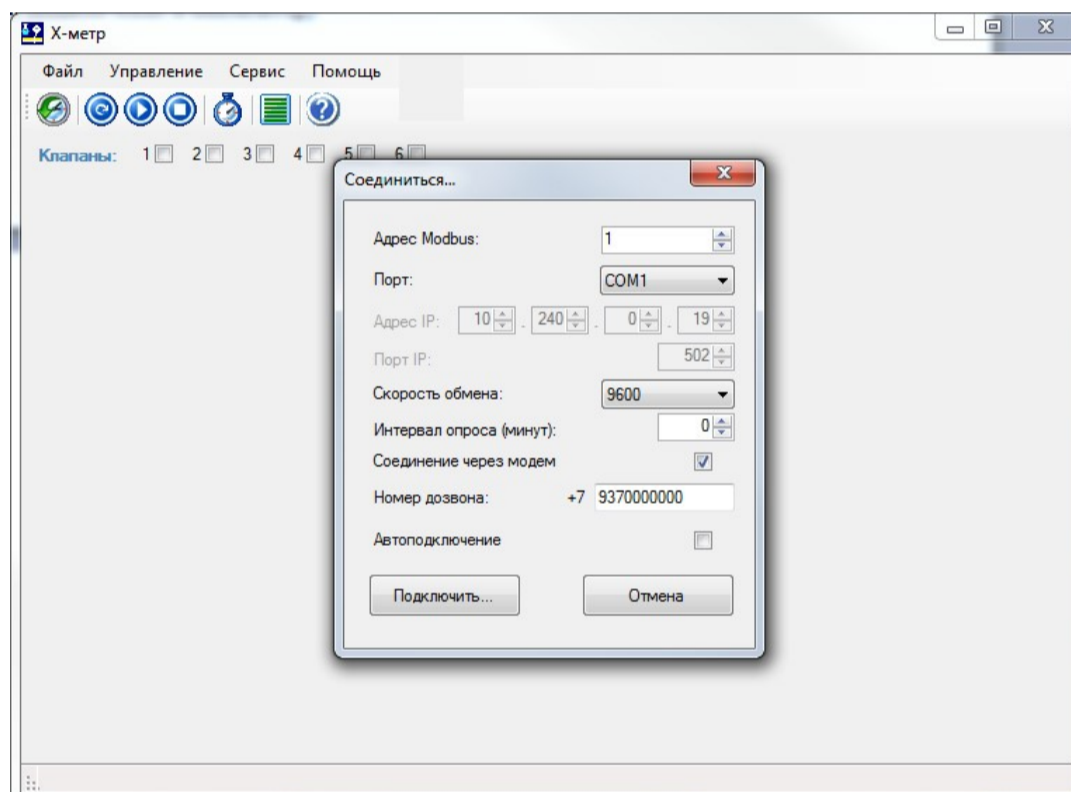 Х-метр
Файл Управление Сервис Помощь
Клапаны: 1 2 3 4 5 6
Соединиться...
Адрес Modbus: 1
Порт: COM1
Адрес IP: 10 . 240 . 0 . 19
Порт IP: 502
Скорость обмена: 9600
Интервал опроса (минут): 0
Соединение через модем
Номер дозвона: +7 9370000000
Автоподключение
Подключить... Отмена